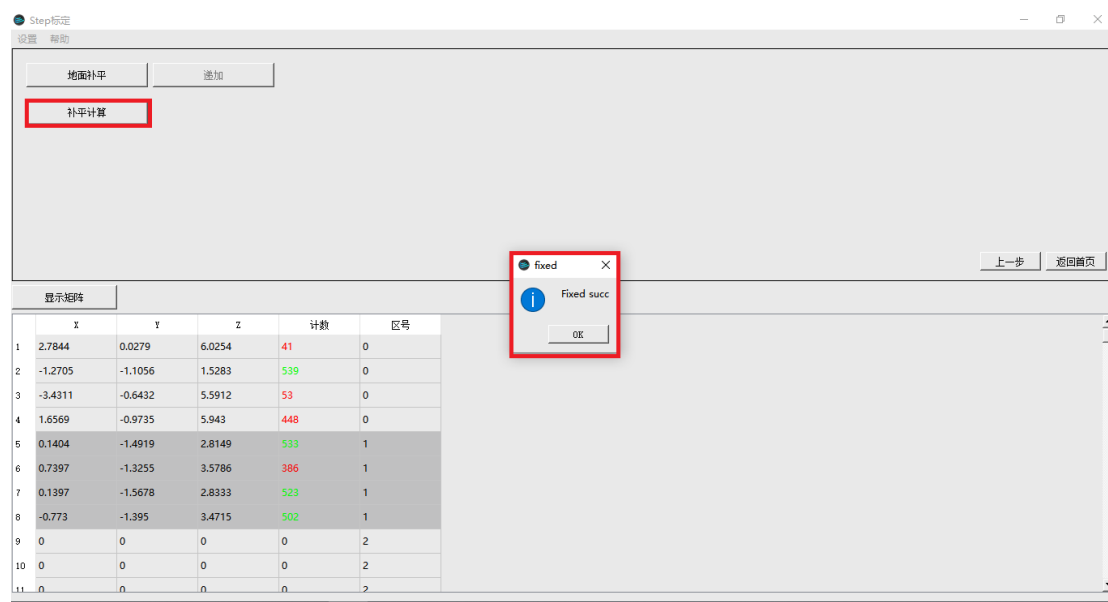 Step标定
设置 帮助
地面补平 递加
补平计算
上一步 返回首页
fixed
Fixed succ
OK
显示矩阵
X Y Z 计数 区号
1 2.7844 0.0279 6.0254 41 0
2 -1.2705 -1.1056 1.5283 539 0
3 -3.4311 -0.6432 5.5912 53 0
4 1.6569 -0.9735 5.943 448 0
5 0.1404 -1.4919 2.8149 533 1
6 0.7397 -1.3255 3.5786 386 1
7 0.1397 -1.5678 2.8333 523 1
8 -0.773 -1.395 3.4715 502 1
9 0 0 0 0 2
10 0 0 0 0 2
11 0 0 0 0 2